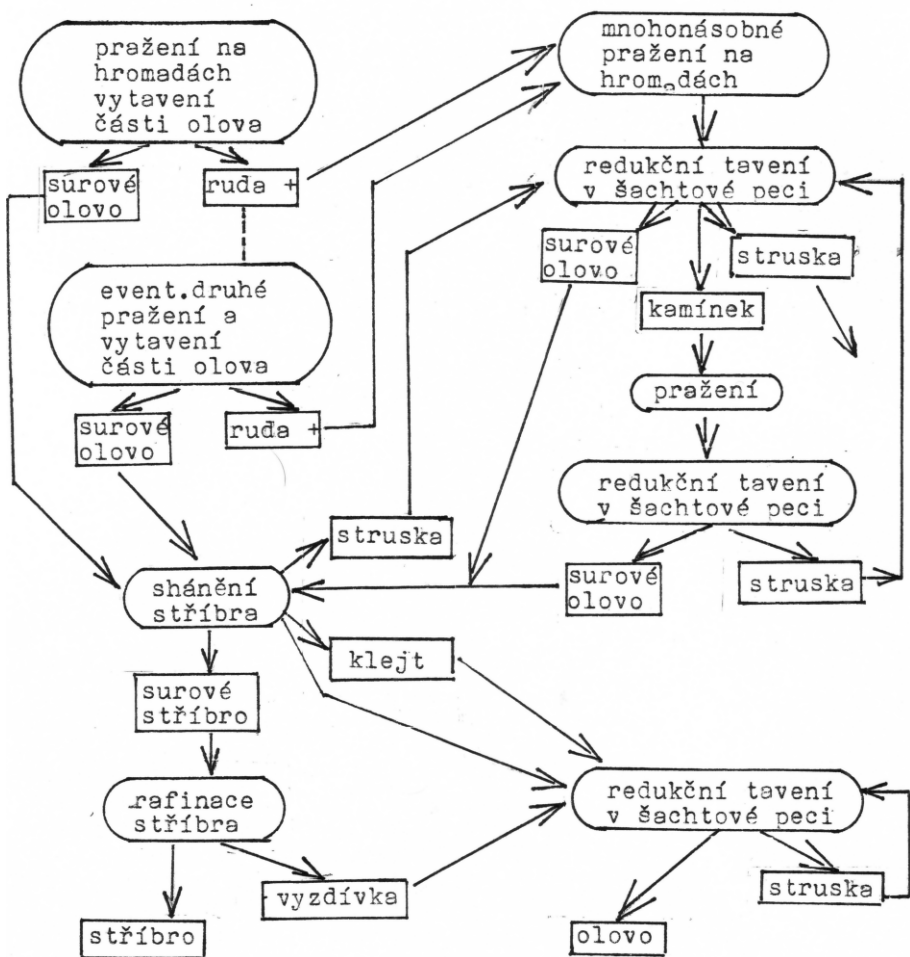 pražení na
hromadách
vytavení
části olova
surové
olovo
ruda +
event.druhé
pražení a
vytavení
části olova
surové
olovo
ruda +
mnohonásobné
pražení na
hromadách
redukční tavení
v šachtové peci
surové
olovo
struska
kamínek
pražení
redukční tavení
v šachtové peci
surové
olovo
struska
struska
shánění
stříbra
klejt
surové
stříbro
rafinace
stříbra
vyzdívka
stříbro
redukční tavení
v šachtové peci
struska
olovo